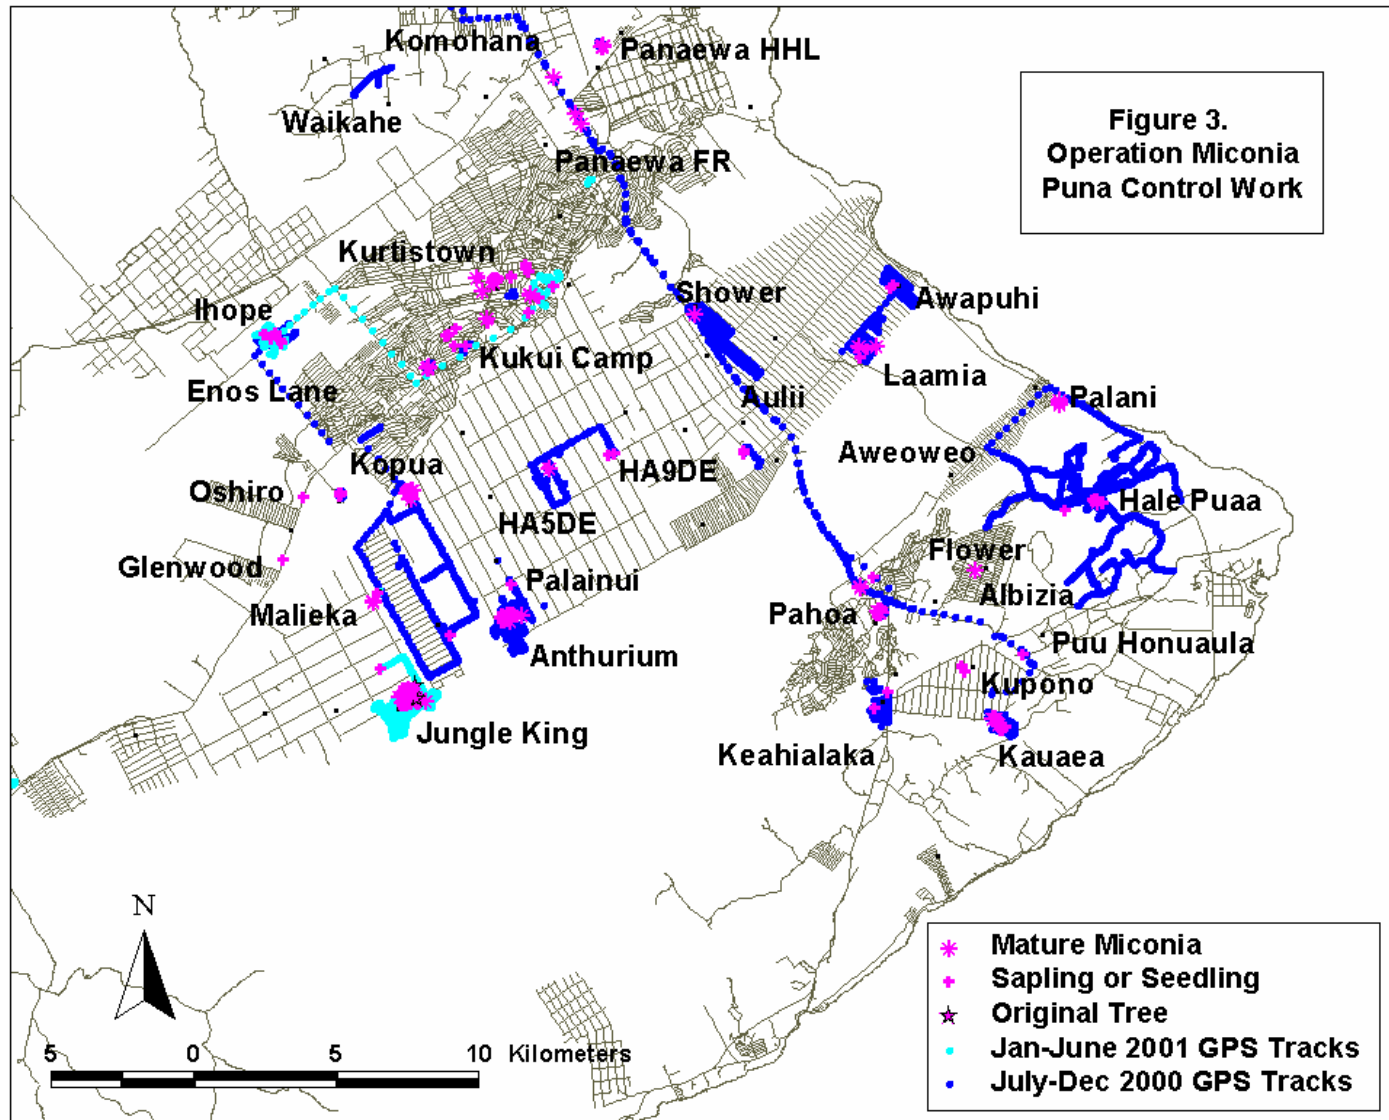 Komohana
Panaewa HHL
Waikahe
Figure 3.
Operation Miconia
Puna Control Work
Panaewa FR
Kurtistown
Ihope
Shower
Awapuhi
Enos Lane
Kukui Camp
Laamia
Aulii
Palani
Kopua
HA9DE
Aweoweo
Oshiro
HA5DE
Hale Puaa
Glenwood
Flower
Malieka
Palainui
Albizia
Pahoa
Anthurium
Puu Honuaula
Kupono
Jungle King
Keahialaka
Kauaea
N
5 0 5 10 Kilometers
Mature Miconia
Sapling or Seedling
Original Tree
Jan-June 2001 GPS Tracks
July-Dec 2000 GPS Tracks